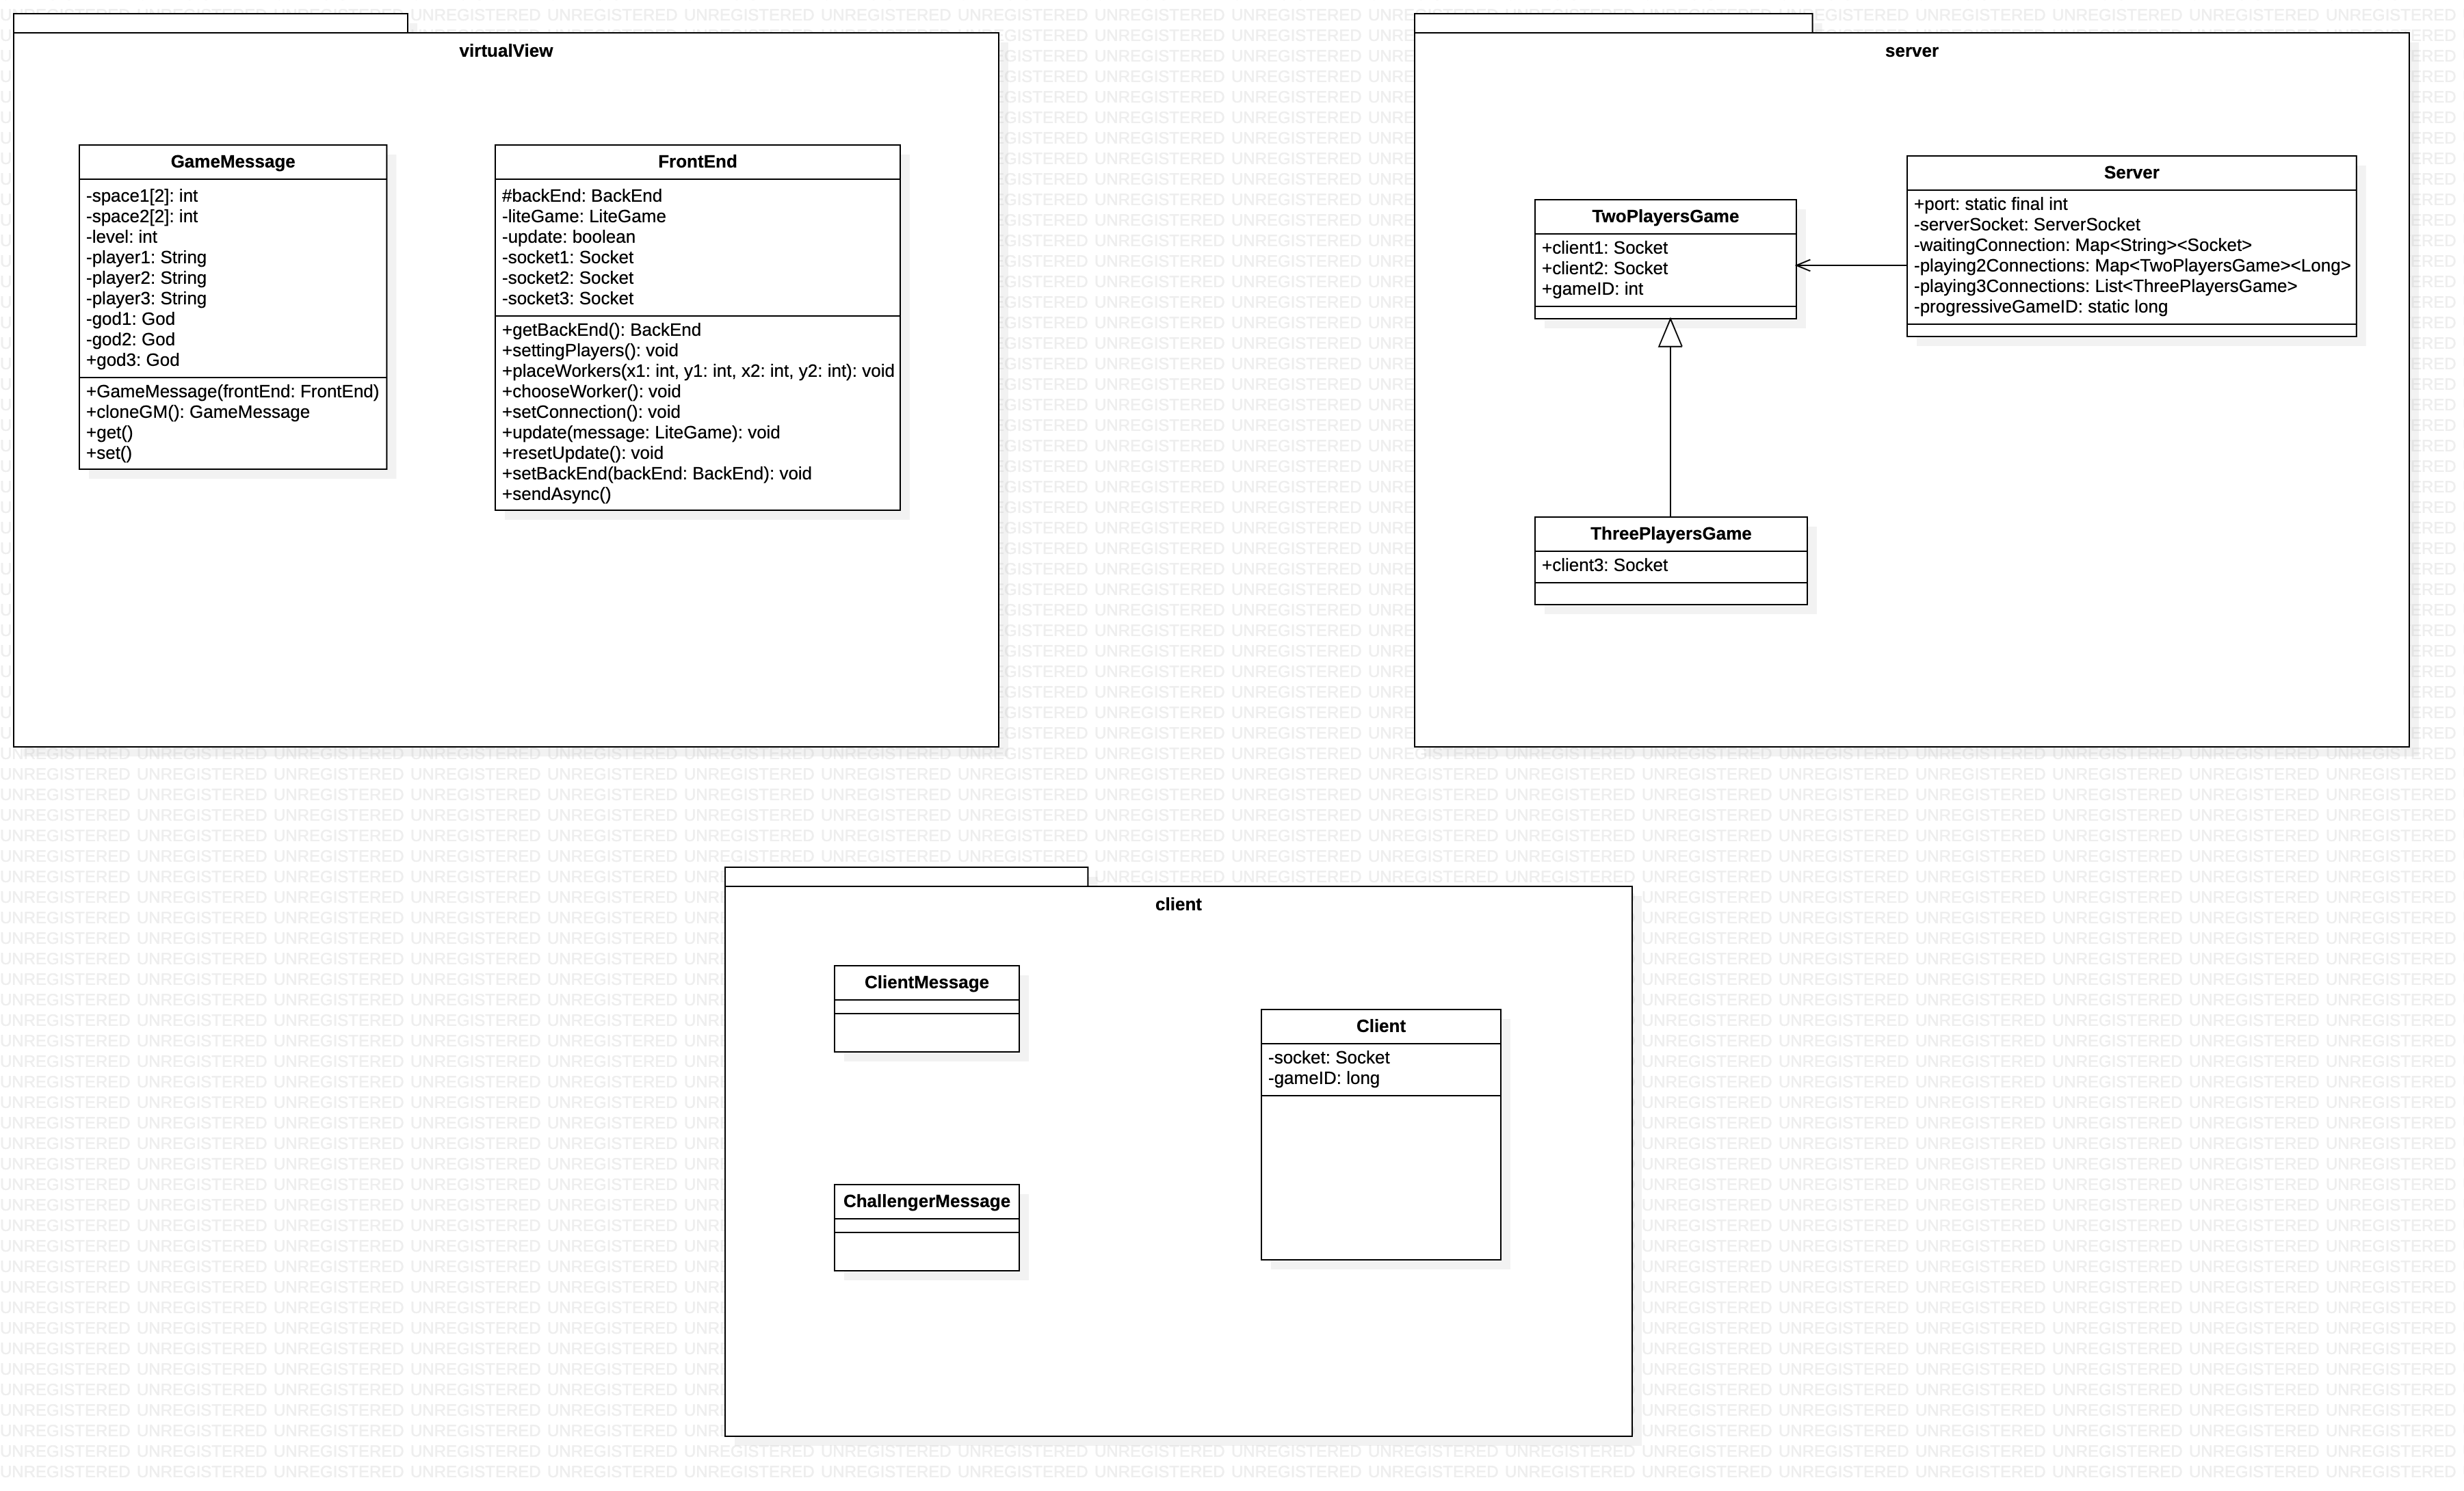 virtualView
GameMessage
-space1[2]: int
-space2[2]: int
-level: int
-player1: String
-player2: String
-player3: String
-god1: God
-god2: God
+god3: God
+GameMessage(frontEnd: FrontEnd)
+cloneGM(): GameMessage
+get()
+set()
FrontEnd
#backEnd: BackEnd
-liteGame: LiteGame
-update: boolean
-socket1: Socket
-socket2: Socket
-socket3: Socket
+getBackEnd(): BackEnd
+settingPlayers(): void
+placeWorkers(x1: int, y1: int, x2: int, y2: int): void
+chooseWorker(): void
+setConnection(): void
+update(message: LiteGame): void
+resetUpdate(): void
+setBackEnd(backEnd: BackEnd): void
+sendAsync()
server
TwoPlayersGame
+client1: Socket
+client2: Socket
+gameID: int
Server
+port: static final int
-serverSocket: ServerSocket
-waitingConnection: Map<String><Socket>
-playing2Connections: Map<TwoPlayersGame><Long>
-playing3Connections: List<ThreePlayersGame>
-progressiveGameID: static long
ThreePlayersGame
+client3: Socket
client
ClientMessage
Client
-socket: Socket
-gameID: long
ChallengerMessage
UNREGISTERED